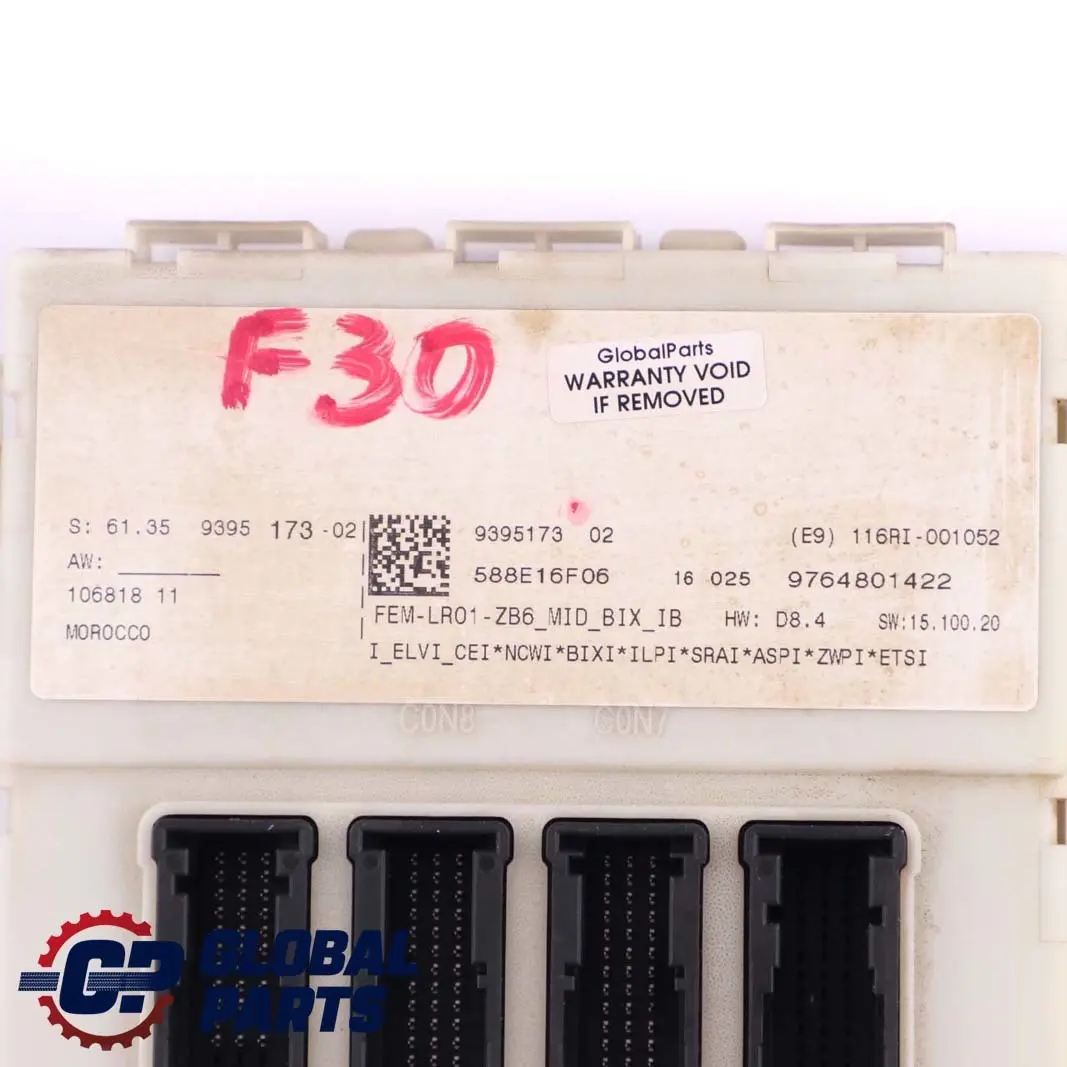 F30
GlobalParts
WARRANTY VOID
IF REMOVED
S: 61.35 9395 173-02
AW:
106818 11
MOROCCO
9395173 02
(E9) 116RI-001052
588E16F06 16 025 9764801422
FEM-LR01-ZB6_MID_BIX_IB HW: D8.4 SW:15.100.20
I_ELVI_CEI*NCWI*BIXI*ILPI*SRAI*ASPI*ZWPI*ETSI
CON8 CON7
GP GLOBAL
PARTS